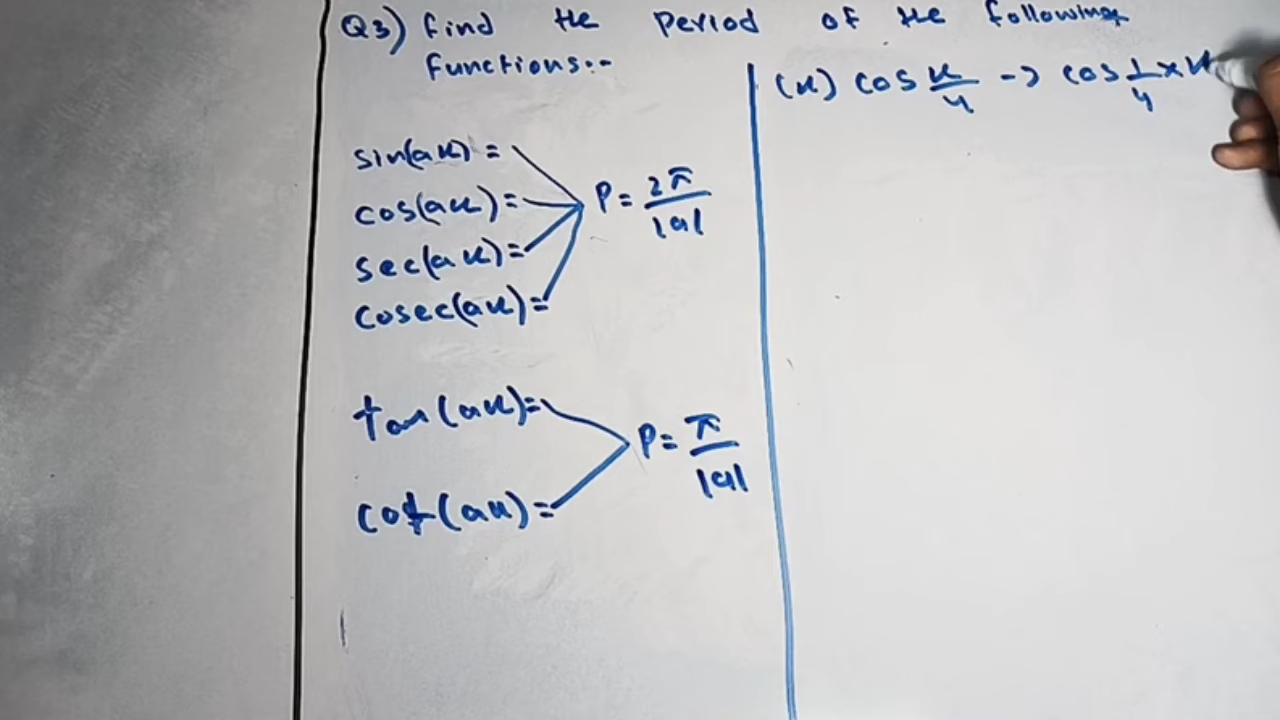 Q3) find the period of the following
functions:-
sin(ax) =
cos(ax) =
sec(ax) =
cosec(ax) =
P = 2π/|a|
tan(ax) =
cot(ax) =
P = π/|a|
(x) cos x/4 → cos 1/4 × x